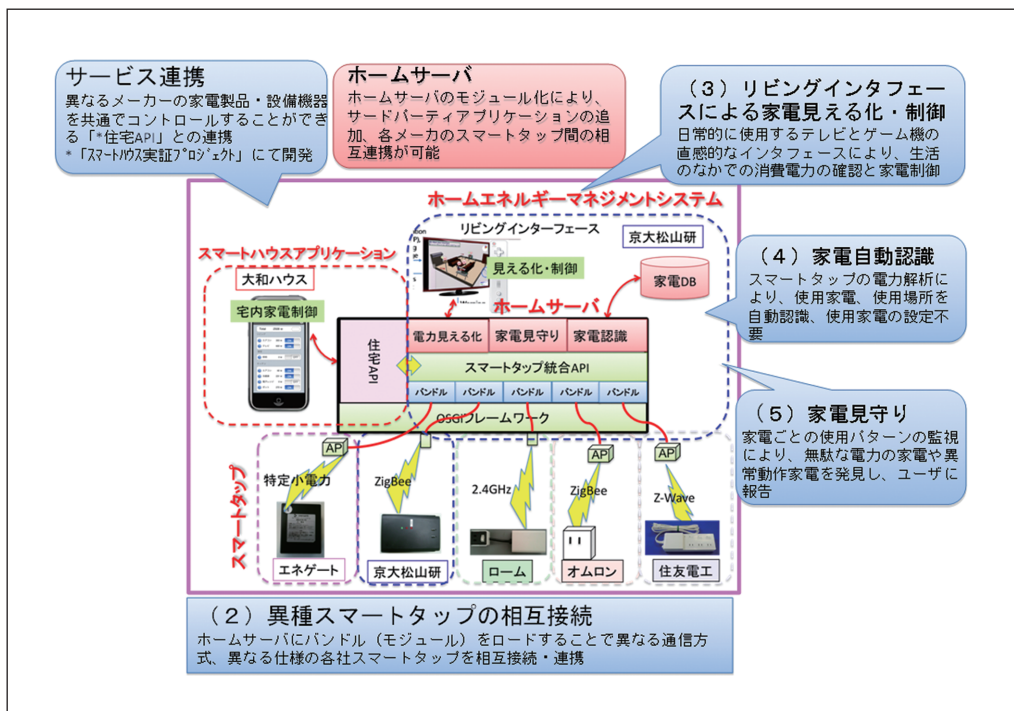 サービス連携
異なるメーカーの家電製品・設備機器
を共通でコントロールすることができ
る「*住宅API」との連携
*「スマートハウス実証プロジェクト」にて開発
ホームサーバ
ホームサーバのモジュール化により、
サードパーティアプリケーションの追
加、各メーカのスマートタップ間の相
互連携が可能
(3)リビングインタフェー
スによる家電見える化・制御
日常的に使用するテレビとゲーム機の
直感的なインタフェースにより、生活
のなかでの消費電力の確認と家電制御
ホームエネルギーマネジメントシステム
リビングインターフェース
京大松山研
スマートハウスアプリケーション
大和ハウス
宅内家電制御
見える化・制御
家電DB
ホームサーバ
(4)家電自動認識
スマートタップの電力解析に
より、使用家電、使用場所を
自動認識、使用家電の設定不
要
住宅API
電力見える化
家電見守り
家電認識
スマートタップ統合API
バンドル
バンドル
バンドル
バンドル
バンドル
OSGiフレームワーク
(5)家電見守り
家電ごとの使用パターンの監視
により、無駄な電力の家電や異
常動作家電を発見し、ユーザに
報告
スマートタップ
AP
AP
AP
特定小電力
ZigBee
2.4GHz
ZigBee
Z-Wave
エネゲート
京大松山研
ローム
オムロン
住友電工
(2)異種スマートタップの相互接続
ホームサーバにバンドル(モジュール)をロードすることで異なる通信方
式、異なる仕様の各社スマートタップを相互接続・連携